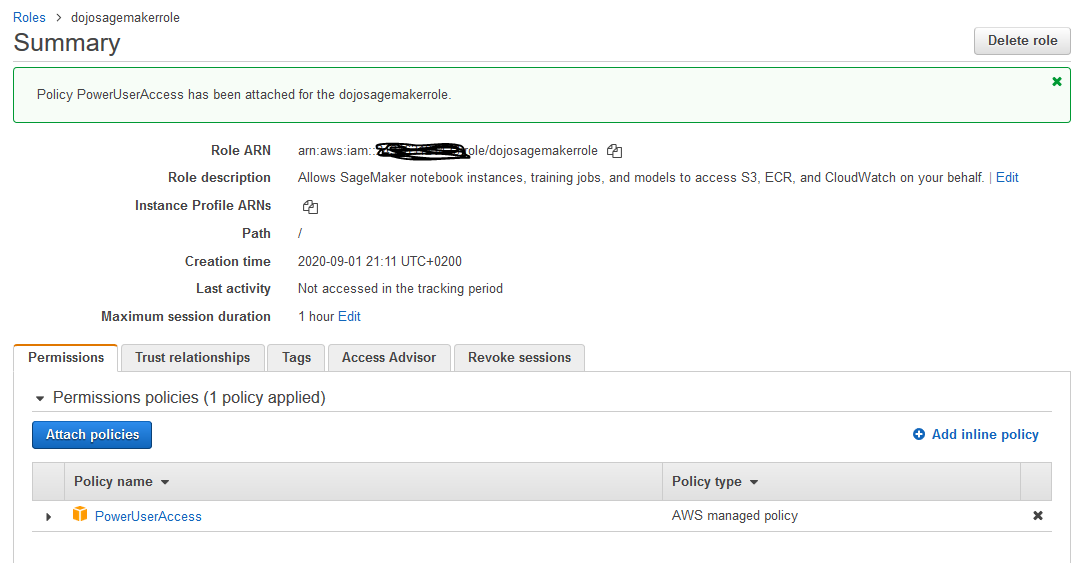 Roles > dojosagemakerrole
Summary
Delete role
Policy PowerUserAccess has been attached for the dojosagemakerrole.
Role ARN arn:aws:iam:: role/dojosagemakerrole
Role description Allows SageMaker notebook instances, training jobs, and models to access S3, ECR, and CloudWatch on your behalf. | Edit
Instance Profile ARNs
Path /
Creation time 2020-09-01 21:11 UTC+0200
Last activity Not accessed in the tracking period
Maximum session duration 1 hour Edit
Permissions Trust relationships Tags Access Advisor Revoke sessions
Permissions policies (1 policy applied)
Attach policies Add inline policy
Policy name Policy type
PowerUserAccess AWS managed policy